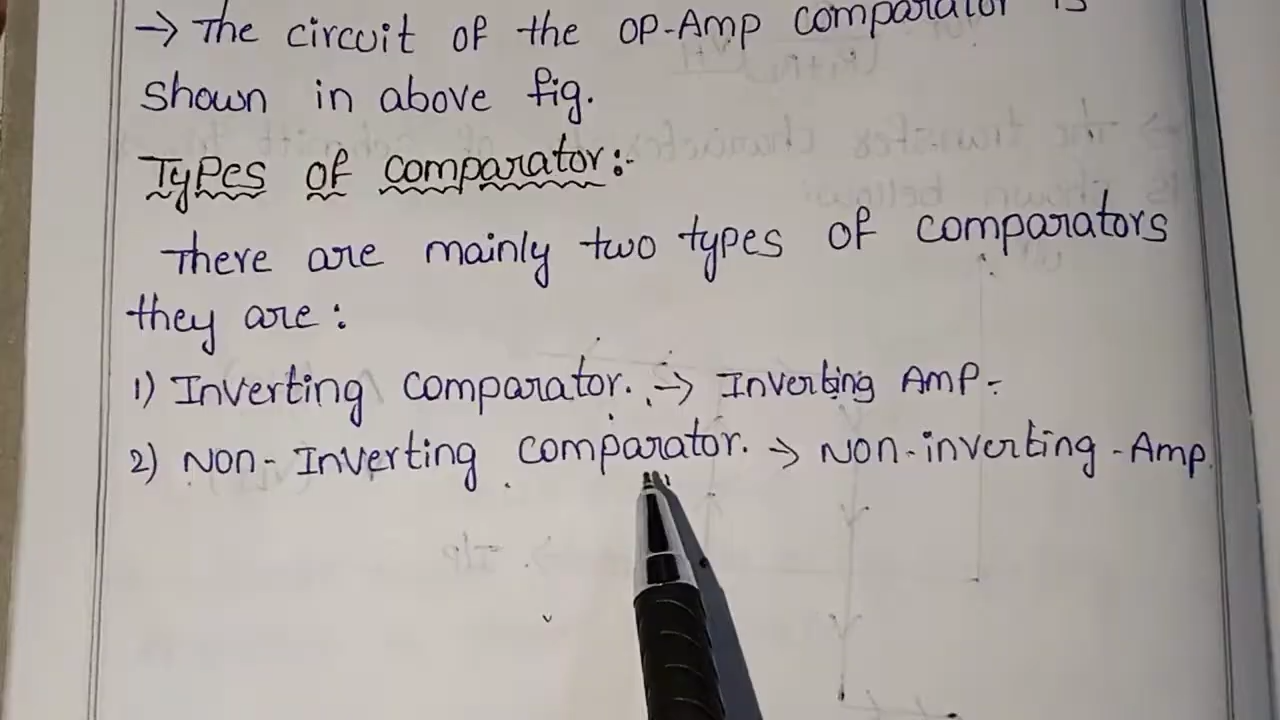 → The circuit of the OP-Amp comparator is
shown in above fig.
Types of comparator:-
There are mainly two types of comparators
they are:
1) Inverting comparator. → Inverting Amp.
2) Non-Inverting comparator. → Non-inverting-Amp.